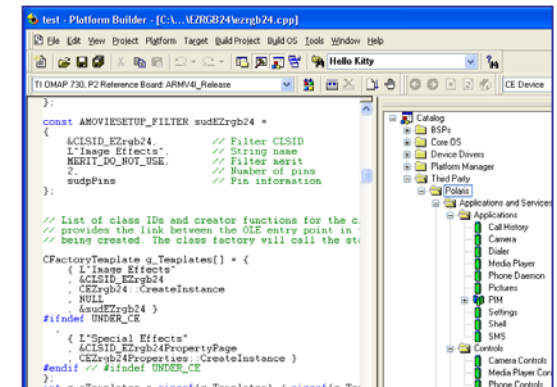 test - Platform Builder - [C:\...\EZRGB24\ezrgb24.cpp]
File Edit View Project Platform Target Build Project Build OS Tools Window Help
Hello Kitty
TI OMAP 730, P2 Reference Board: ARMV4I_Release
CE Device
};
const AMOVIESETUP_FILTER sudEZrgb24 =
{
&CLSID_EZrgb24, // Filter CLSID
L"Image Effects", // String name
MERIT_DO_NOT_USE, // Filter merit
2, // Number of pins
sudpPins // Pin information
};
// List of class IDs and creator functions for the c
// provides the link between the OLE entry point in
// being created. The class factory will call the sta
CFactoryTemplate g_Templates[] = {
{ L"Image Effects"
, &CLSID_EZrgb24
, CEZrgb24::CreateInstance
, NULL
, &sudEZrgb24 }
#ifndef UNDER_CE
,
{ L"Special Effects"
, &CLSID_EZrgb24PropertyPage
, CEZrgb24Properties::CreateInstance }
#endif // #ifndef UNDER_CE
};
Catalog
BSPs
Core OS
Device Drivers
Platform Manager
Third Party
Polaris
Applications and Services
Applications
Call History
Camera
Dialer
Media Player
Phone Daemon
Pictures
PIM
Settings
Shell
SMS
Controls
Camera Controls
Media Player Con
Phone Controls